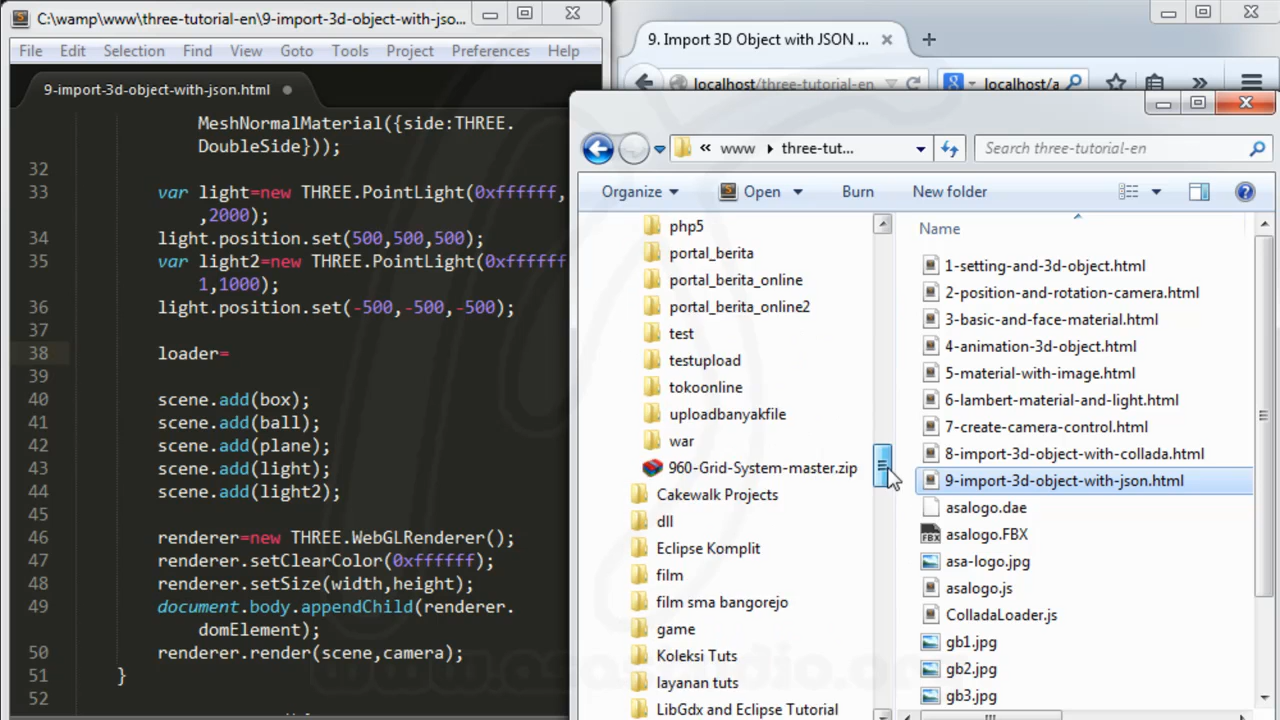 C:\wamp\www\three-tutorial-en\9-import-3d-object-with-jso...
File Edit Selection Find View Goto Tools Project Preferences Help
9-import-3d-object-with-json.html
MeshNormalMaterial({side:THREE.
DoubleSide}));
32
33 var light=new THREE.PointLight(0xffffff,
,2000);
34 light.position.set(500,500,500);
35 var light2=new THREE.PointLight(0xffffff
1,1000);
36 light.position.set(-500,-500,-500);
37
38 loader=
39
40 scene.add(box);
41 scene.add(ball);
42 scene.add(plane);
43 scene.add(light);
44 scene.add(light2);
45
46 renderer=new THREE.WebGLRenderer();
47 renderer.setClearColor(0xffffff);
48 renderer.setSize(width,height);
49 document.body.appendChild(renderer.
domElement);
50 renderer.render(scene,camera);
51 }
52
9. Import 3D Object with JSON ...
localhost/three-tutorial-en
localhost/a
« www three-tut...
Search three-tutorial-en
Organize Open Burn New folder
php5
portal_berita
portal_berita_online
portal_berita_online2
test
testupload
tokoonline
uploadbanyakfile
war
960-Grid-System-master.zip
Cakewalk Projects
dll
Eclipse Komplit
film
film sma bangorejo
game
Koleksi Tuts
layanan tuts
LibGdx and Eclipse Tutorial
Name
1-setting-and-3d-object.html
2-position-and-rotation-camera.html
3-basic-and-face-material.html
4-animation-3d-object.html
5-material-with-image.html
6-lambert-material-and-light.html
7-create-camera-control.html
8-import-3d-object-with-collada.html
9-import-3d-object-with-json.html
asalogo.dae
asalogo.FBX
asa-logo.jpg
asalogo.js
ColladaLoader.js
gb1.jpg
gb2.jpg
gb3.jpg